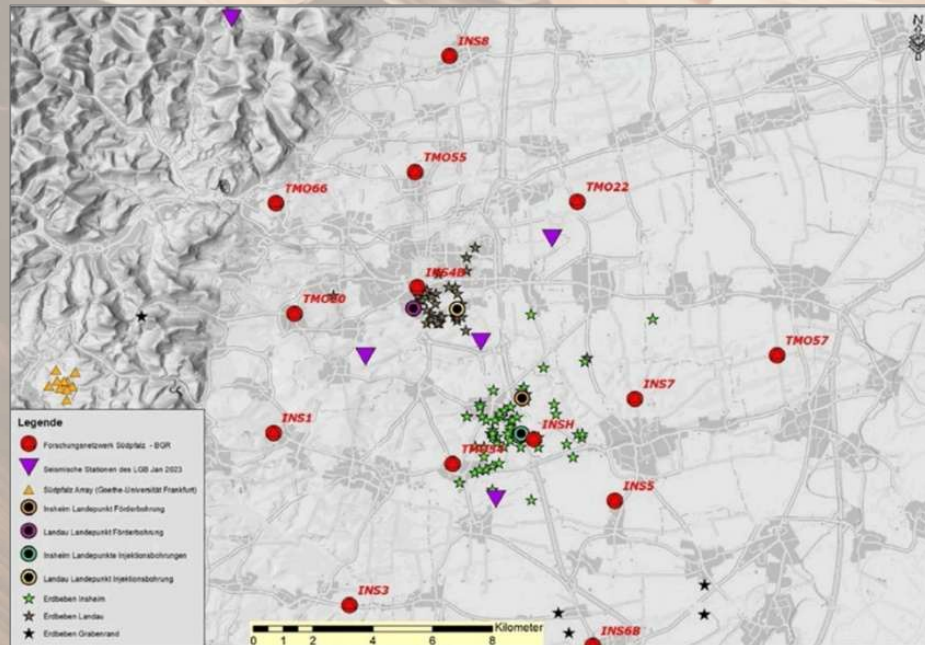 N
INS8
TMO55
TMO66
TMO22
INS4B
TMO57
INS7
INS1
INSH
TMO54
INS5
INS3
INS6B
Legende
Forschungsnetzwerk Südpfalz - BGR
Seismische Stationen des LGB Jan 2023
Südpfalz Array (Goethe-Universität Frankfurt)
Insheim Landepunkt Förderbohrung
Landau Landepunkt Förderbohrung
Insheim Landepunkte Injektionsbohrungen
Landau Landepunkt Injektionsbohrung
Erdbeben Insheim
Erdbeben Landau
Erdbeben Grabenrand
Kilometer
0 1 2 4 6 8